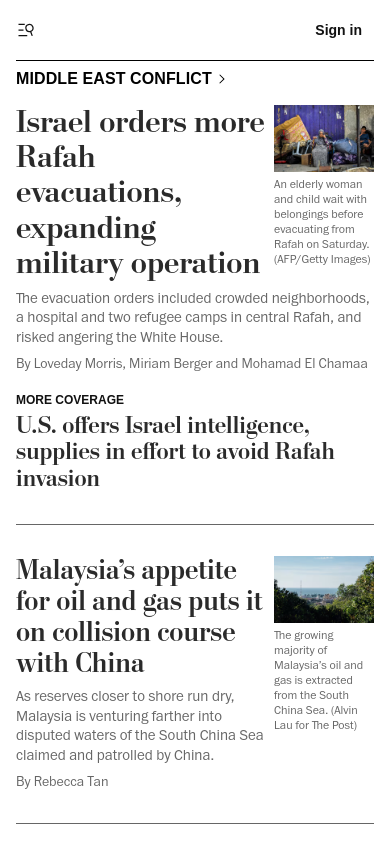 Sign in
MIDDLE EAST CONFLICT
Israel orders more
Rafah
evacuations,
expanding
military operation
An elderly woman
and child wait with
belongings before
evacuating from
Rafah on Saturday.
(AFP/Getty Images)
The evacuation orders included crowded neighborhoods,
a hospital and two refugee camps in central Rafah, and
risked angering the White House.
By Loveday Morris, Miriam Berger and Mohamad El Chamaa
MORE COVERAGE
U.S. offers Israel intelligence,
supplies in effort to avoid Rafah
invasion
Malaysia’s appetite
for oil and gas puts it
on collision course
with China
The growing
majority of
Malaysia's oil and
gas is extracted
from the South
China Sea. (Alvin
Lau for The Post)
As reserves closer to shore run dry,
Malaysia is venturing farther into
disputed waters of the South China Sea
claimed and patrolled by China.
By Rebecca Tan